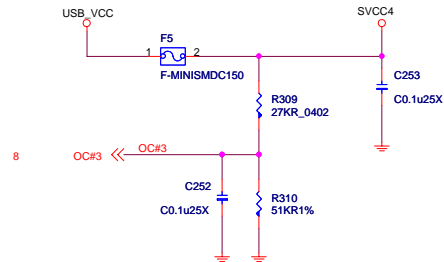 USB_VCC
SVCC4
F5
1
2
F-MINISMDC150
C253
R309
27KR_0402
C0.1u25X
8
OC#3
OC#3
C252
R310
C0.1u25X
51KR1%